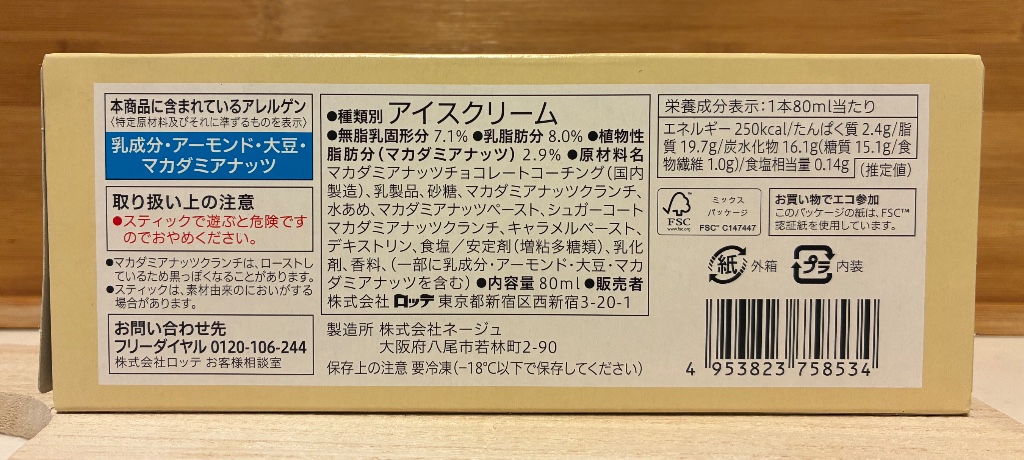 本商品に含まれているアレルゲン
〈特定原材料及びそれに準ずるものを表示〉
乳成分・アーモンド・大豆・
マカダミアナッツ
取り扱い上の注意
●スティックで遊ぶと危険です
のでおやめください。
●マカダミアナッツクランチは、ローストし
ているため黒っぽくなることがあります。
●スティックは、素材由来のにおいがする
場合があります。
お問い合わせ先
フリーダイヤル 0120-106-244
株式会社ロッテ お客様相談室
●種類別 アイスクリーム
●無脂乳固形分 7.1% ●乳脂肪分 8.0% ●植物性
脂肪分(マカダミアナッツ) 2.9% ●原材料名
マカダミアナッツチョコレートコーチング(国内
製造)、乳製品、砂糖、マカダミアナッツクランチ、
水あめ、マカダミアナッツペースト、シュガーコート
マカダミアナッツクランチ、キャラメルペースト、
デキストリン、食塩/安定剤(増粘多糖類)、乳化
剤、香料、(一部に乳成分・アーモンド・大豆・マカ
ダミアナッツを含む) ●内容量 80ml ●販売者
株式会社 ロッテ 東京都新宿区西新宿3-20-1
製造所 株式会社ネージュ
大阪府八尾市若林町2-90
保存上の注意 要冷凍(−18℃以下で保存してください)
栄養成分表示:1本80ml当たり
エネルギー 250kcal/たんぱく質 2.4g/脂
質 19.7g/炭水化物 16.1g(糖質 15.1g/食
物繊維 1.0g)/食塩相当量 0.14g (推定値)
FSC
www.fsc.org
ミックス
パッケージ
FSC™ C147447
お買い物でエコ参加
このパッケージの紙は、FSC™
認証紙を使用しています。
紙 外箱 プラ 内装
4 953823 758534